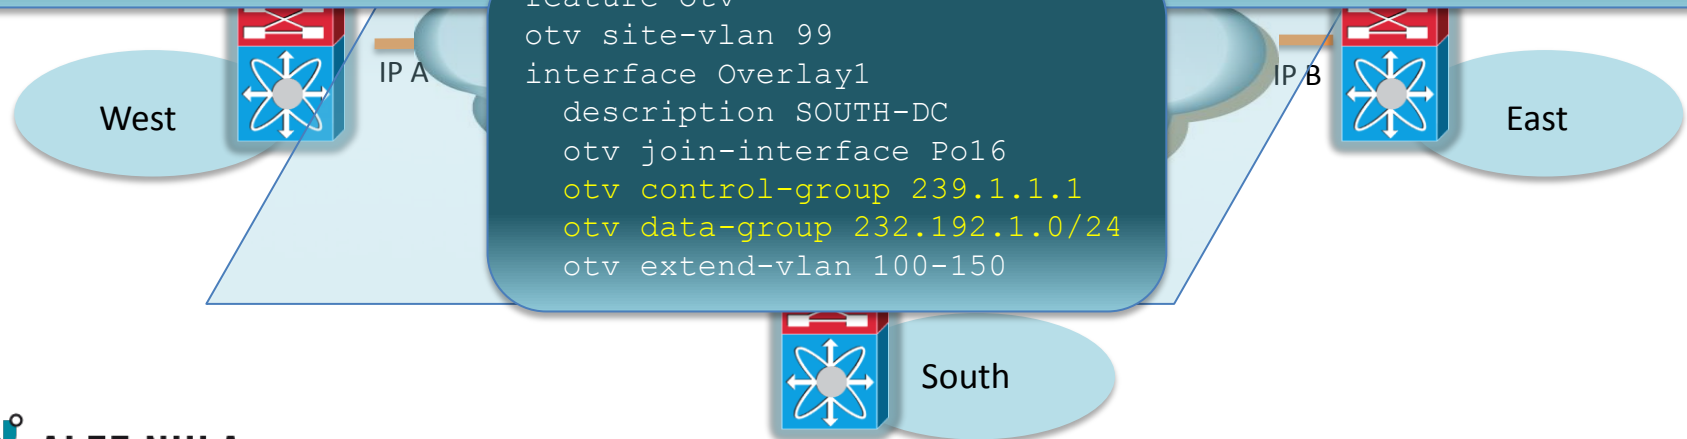 feature otv
otv site-vlan 99
interface Overlay1
description SOUTH-DC
otv join-interface Po16
otv control-group 239.1.1.1
otv data-group 232.192.1.0/24
otv extend-vlan 100-150
IP A
IP B
West
East
South